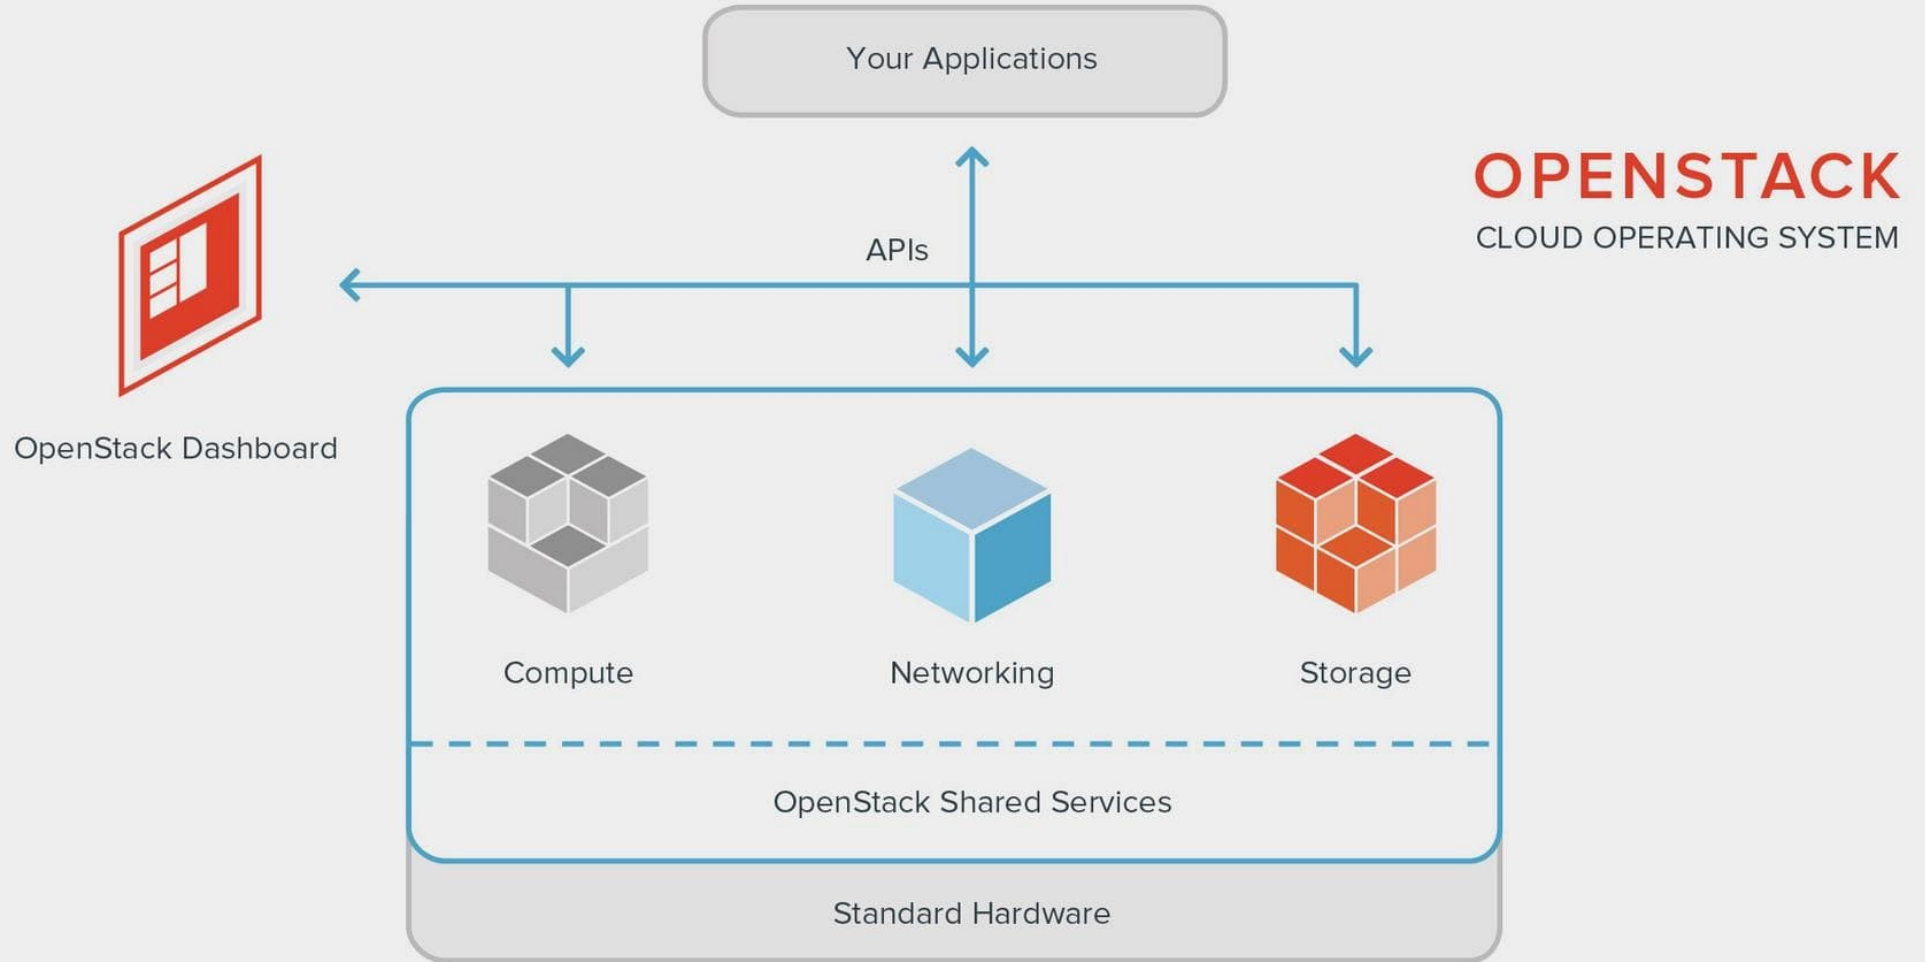 Your Applications
OPENSTACK
CLOUD OPERATING SYSTEM
APIs
OpenStack Dashboard
Compute
Networking
Storage
OpenStack Shared Services
Standard Hardware